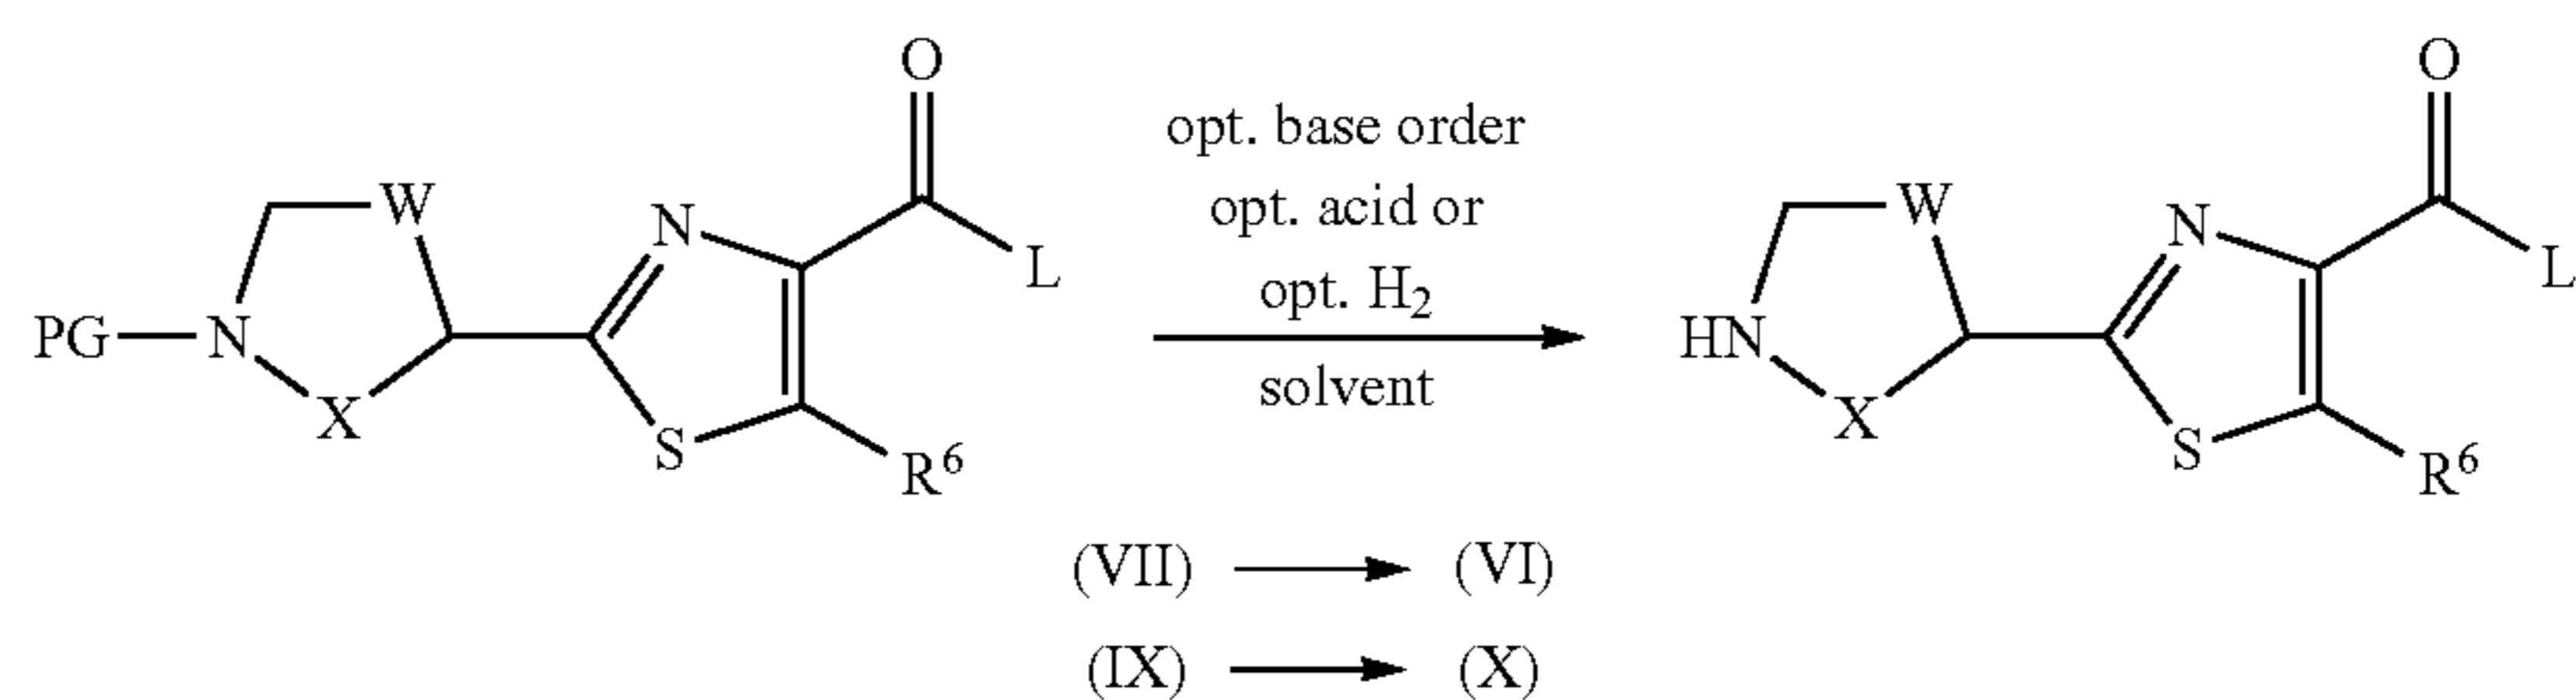 O
W
N
L
PG
N
X
S
R⁶
opt. base order
opt. acid or
opt. H₂
solvent
O
W
N
L
HN
X
S
R⁶
(VII) → (VI)
(IX) → (X)